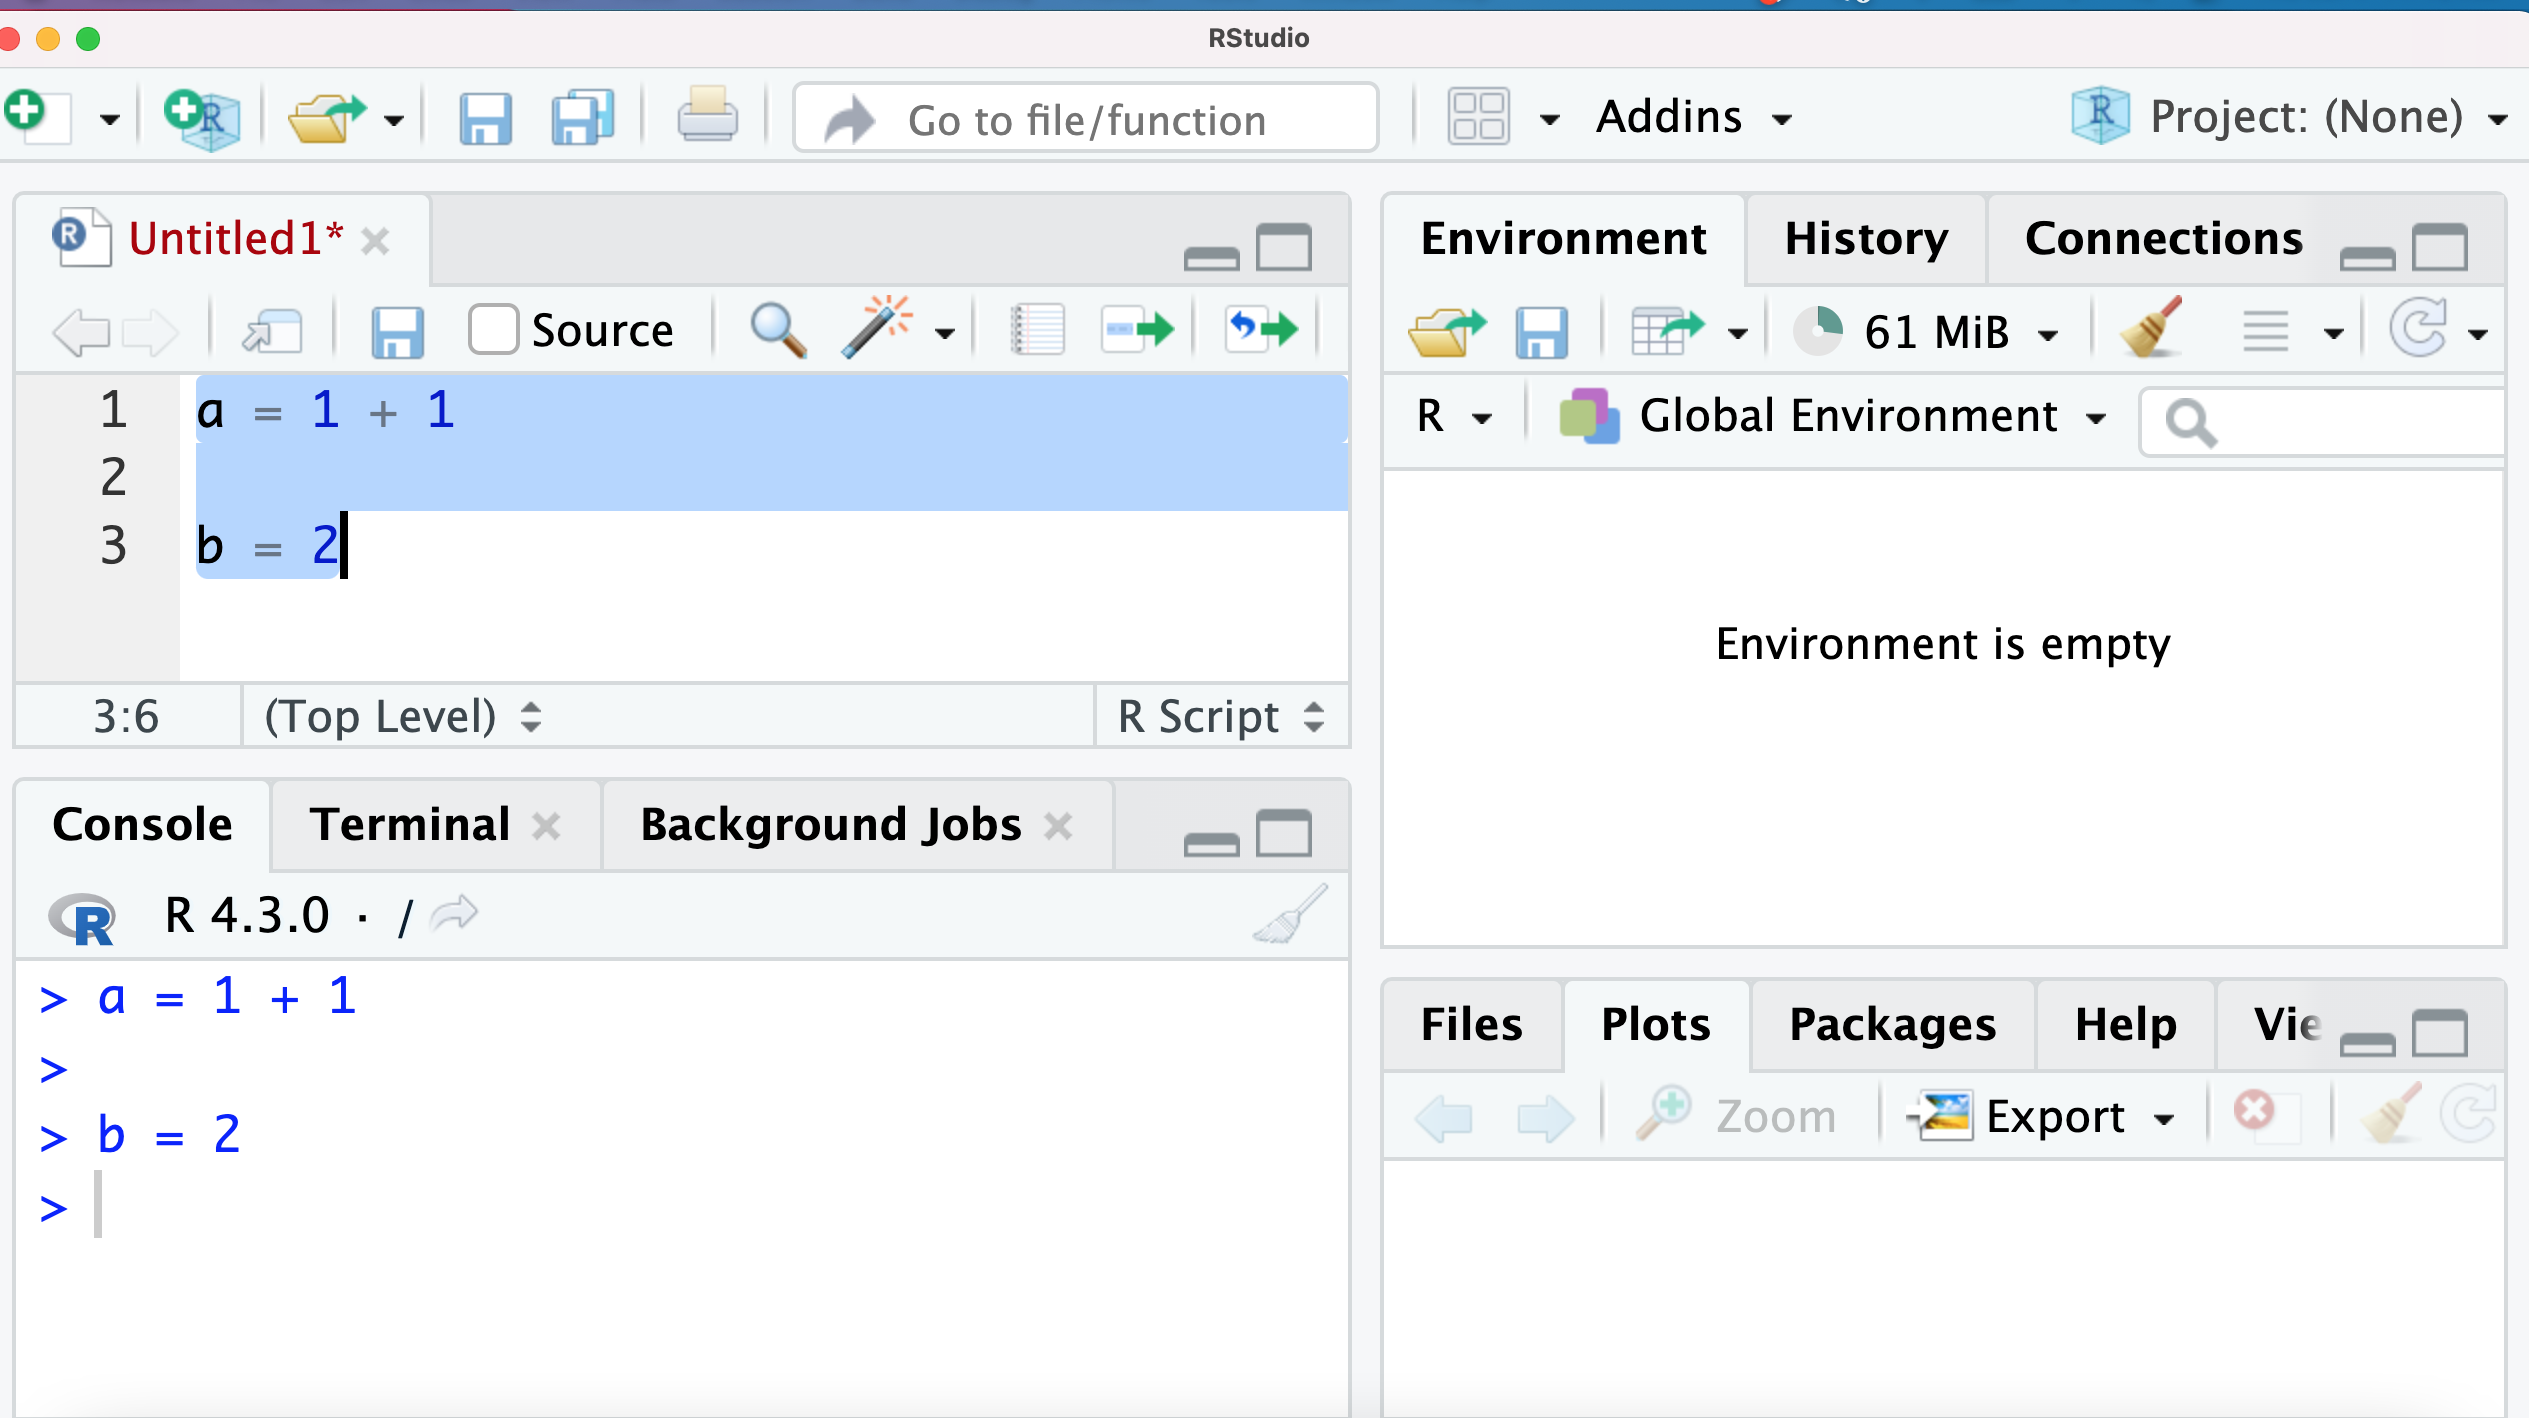 RStudio
Go to file/function
Addins
Project: (None)
Untitled1*
Source
1 a = 1 + 1
2
3 b = 2
3:6 (Top Level) R Script
Console Terminal Background Jobs
R 4.3.0 · /
> a = 1 + 1
>
> b = 2
>
Environment History Connections
61 MiB
R Global Environment
Environment is empty
Files Plots Packages Help Vie
Zoom Export